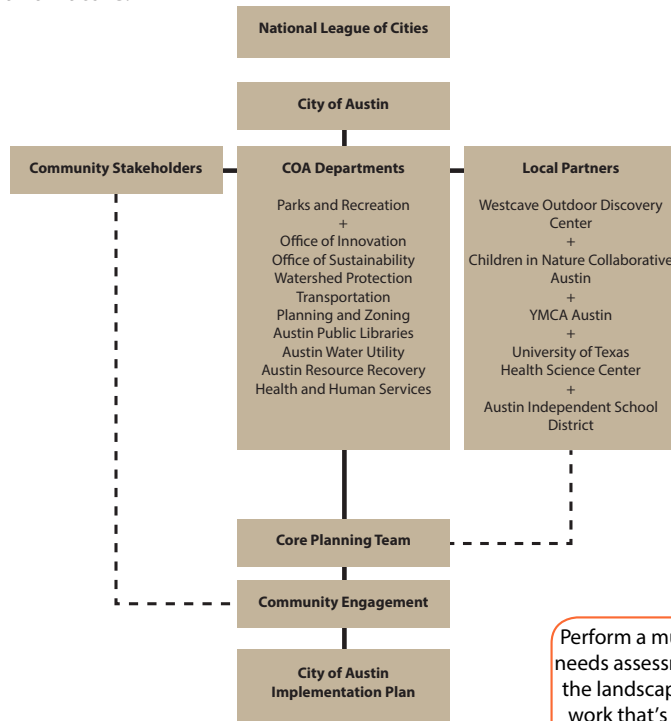 National League of Cities
City of Austin
Community Stakeholders
COA Departments
Parks and Recreation
+
Office of Innovation
Office of Sustainability
Watershed Protection
Transportation
Planning and Zoning
Austin Public Libraries
Austin Water Utility
Austin Resource Recovery
Health and Human Services
Local Partners
Westcave Outdoor Discovery
Center
+
Children in Nature Collaborative
Austin
+
YMCA Austin
+
University of Texas
Health Science Center
+
Austin Independent School
District
Core Planning Team
Community Engagement
City of Austin
Implementation Plan
Perform a mu
needs assess
the landscap
work that's